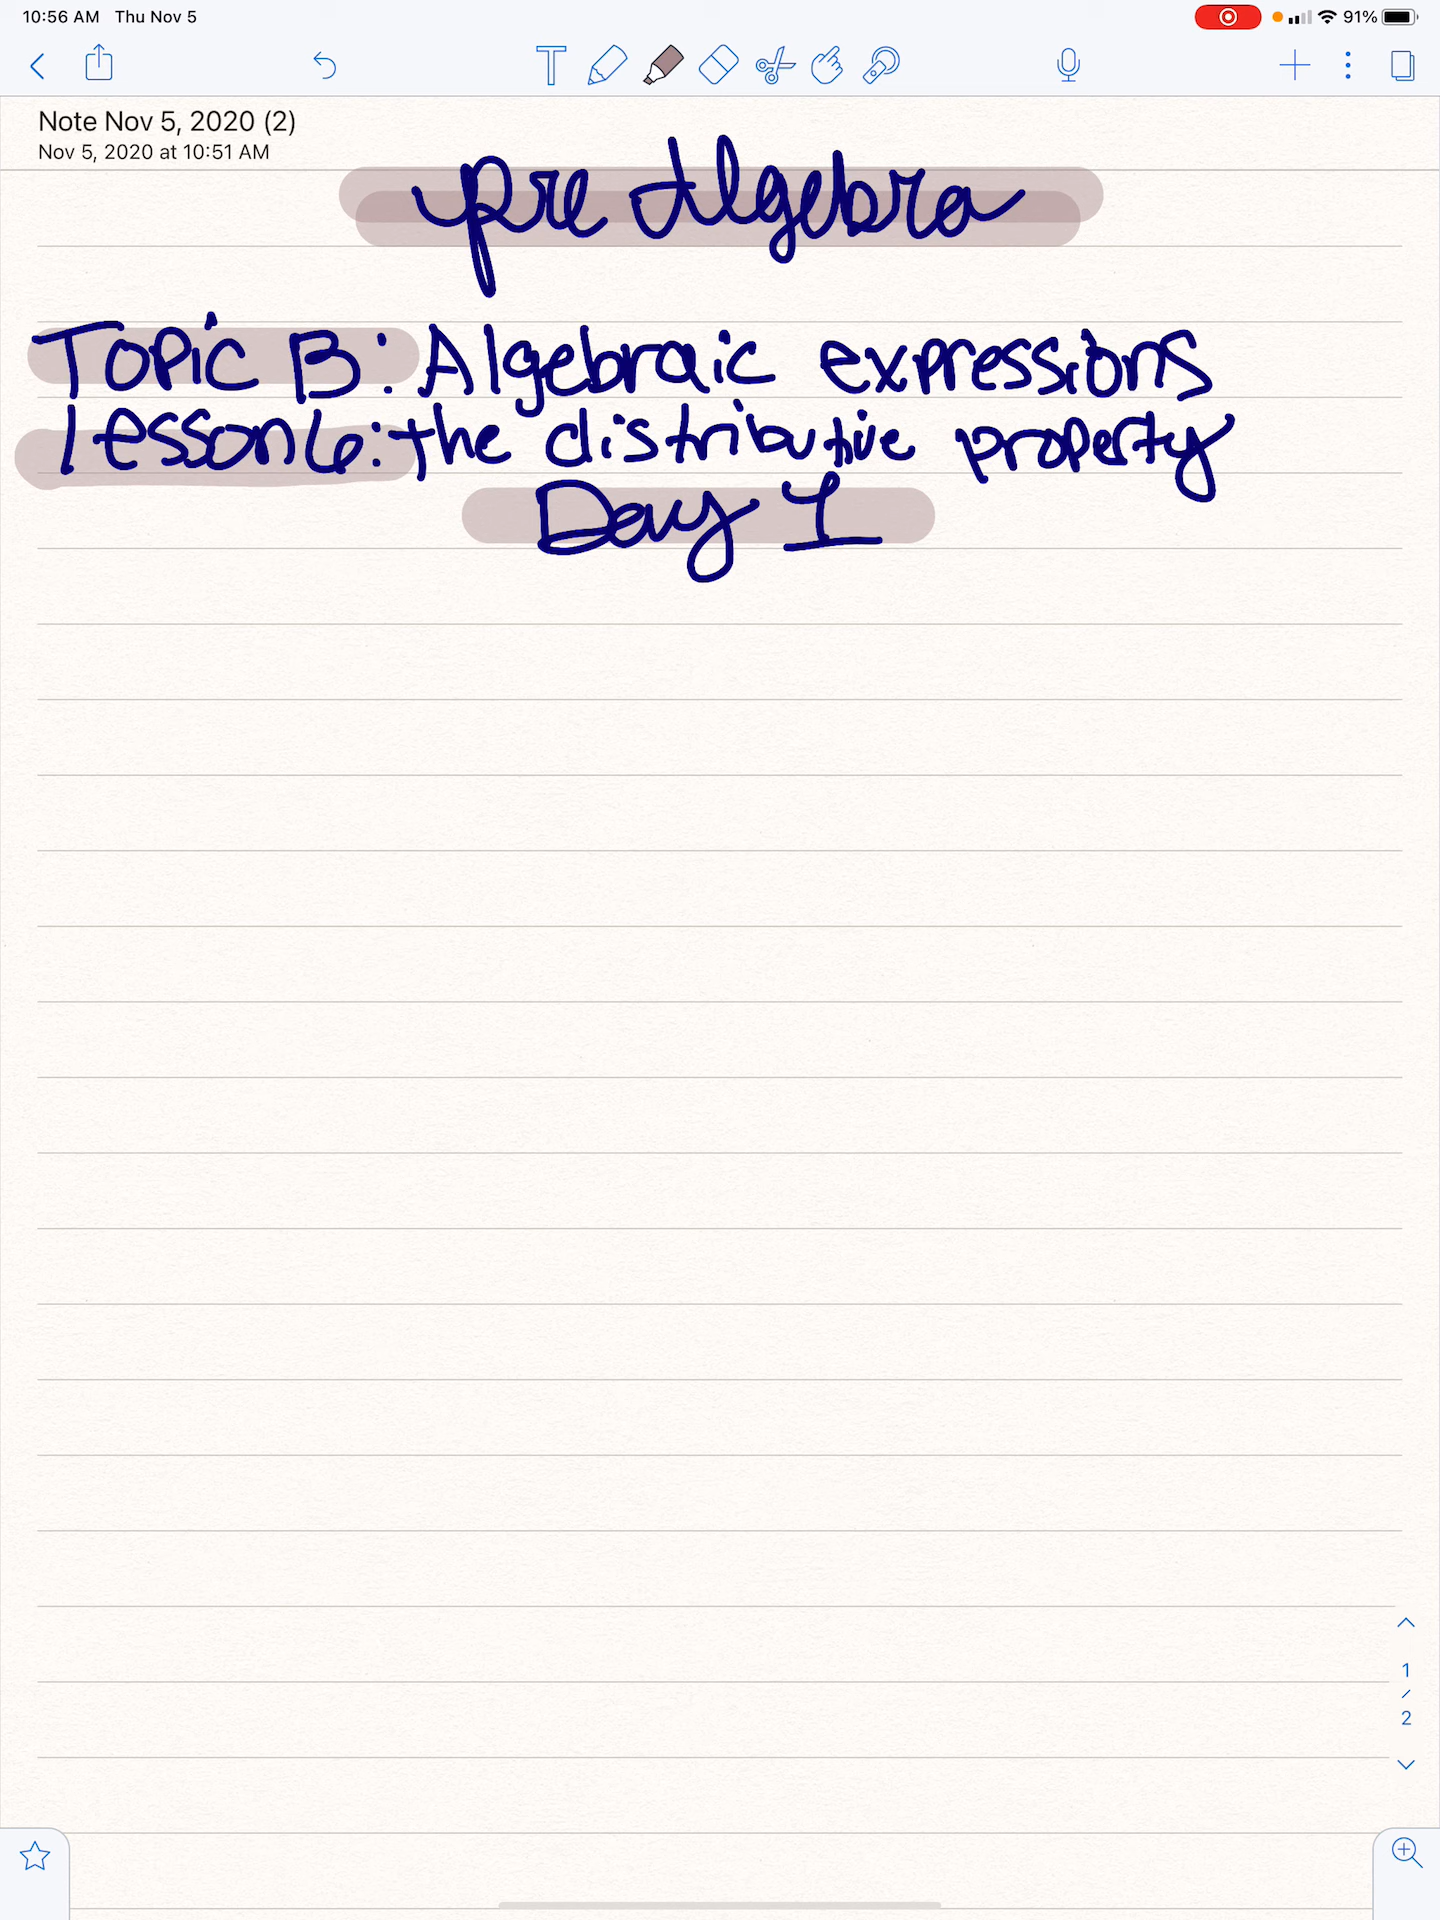 10:56 AM Thu Nov 5
91%
Note Nov 5, 2020 (2)
Nov 5, 2020 at 10:51 AM
pre Algebra
Topic B: Algebraic expressions
lesson 6: the distributive property
Day 1
1
/
2